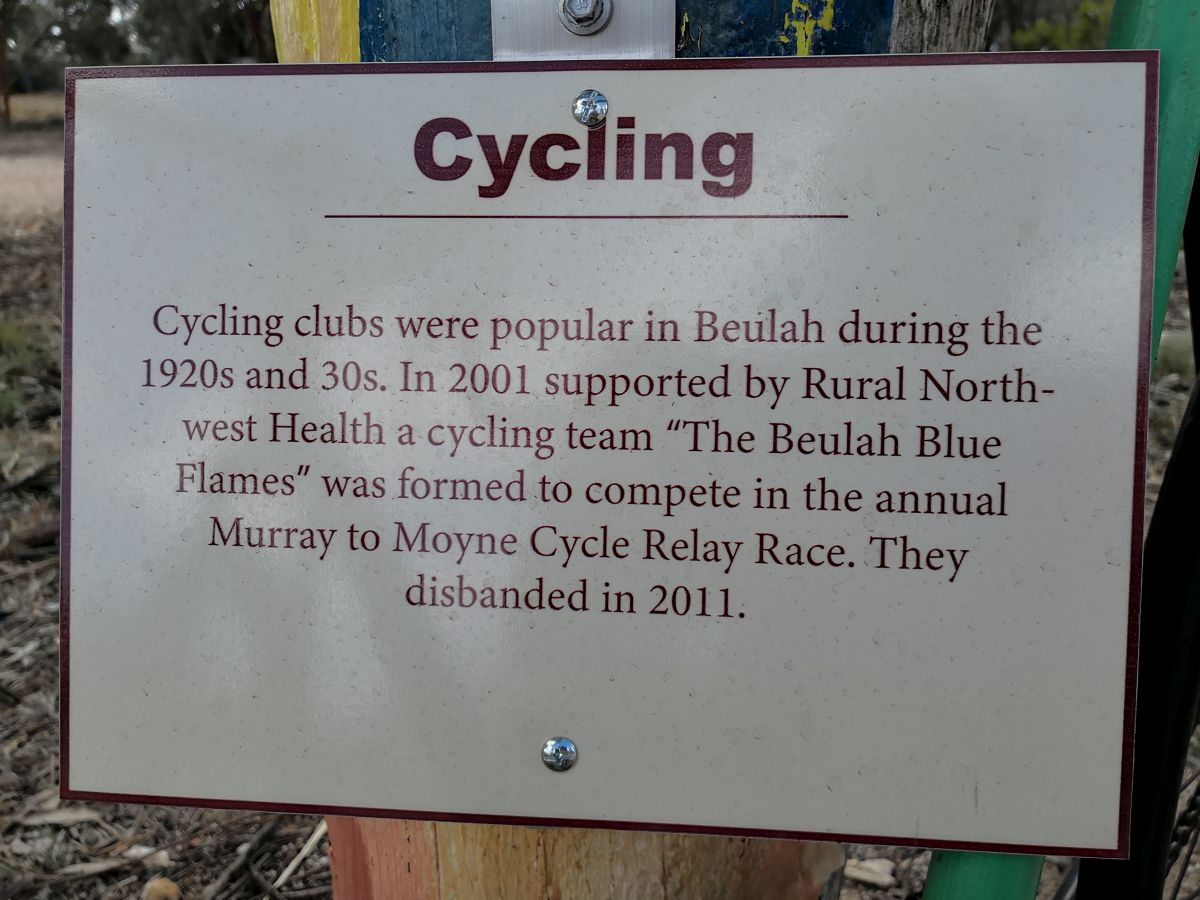 Cycling
Cycling clubs were popular in Beulah during the
1920s and 30s. In 2001 supported by Rural North-
west Health a cycling team “The Beulah Blue
Flames” was formed to compete in the annual
Murray to Moyne Cycle Relay Race. They
disbanded in 2011.